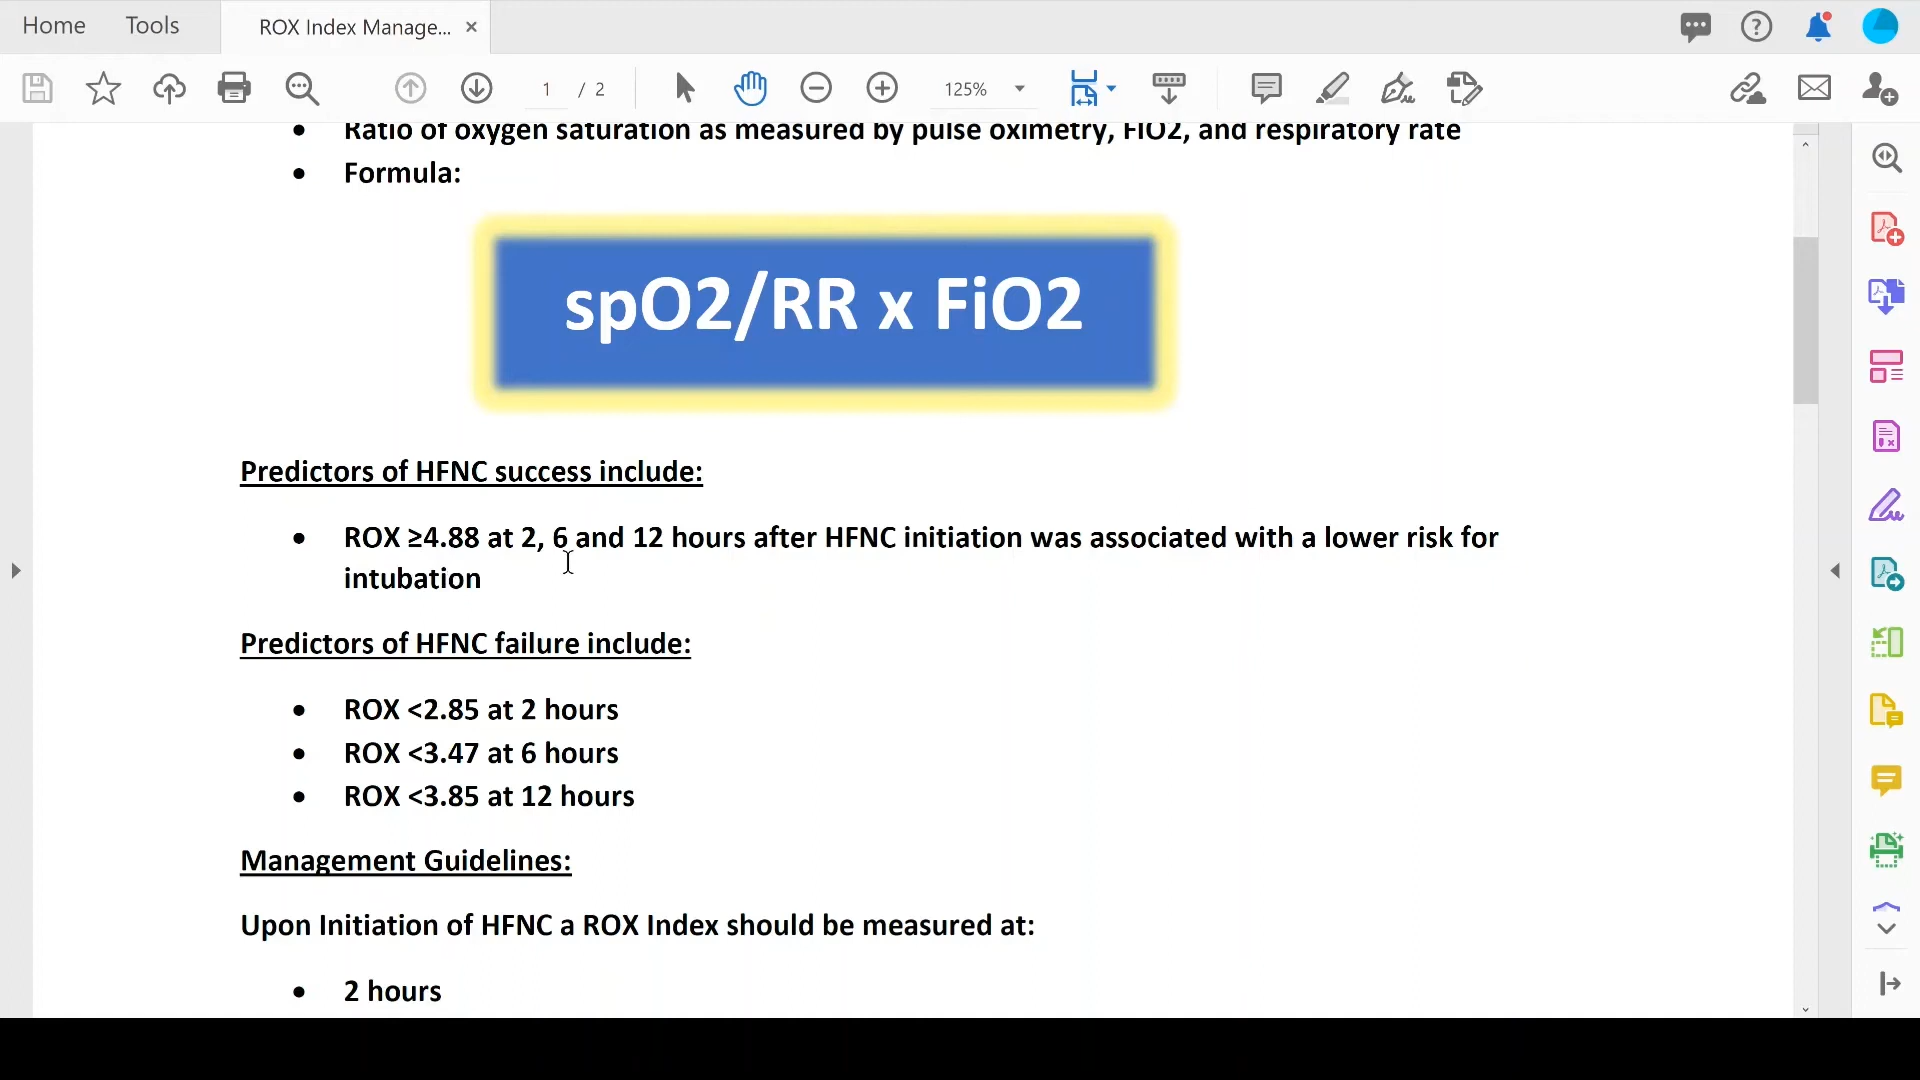 Home Tools ROX Index Manage... ×
1 / 2 125%
• Ratio of oxygen saturation as measured by pulse oximetry, FIO2, and respiratory rate
• Formula:
spO2/RR x FiO2
Predictors of HFNC success include:
• ROX ≥4.88 at 2, 6 and 12 hours after HFNC initiation was associated with a lower risk for
intubation
Predictors of HFNC failure include:
• ROX <2.85 at 2 hours
• ROX <3.47 at 6 hours
• ROX <3.85 at 12 hours
Management Guidelines:
Upon Initiation of HFNC a ROX Index should be measured at:
• 2 hours